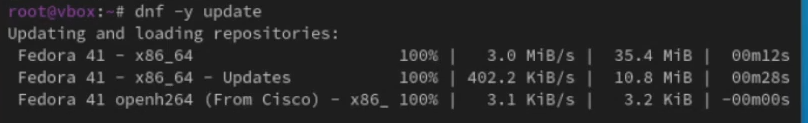 root@vbox:~# dnf -y update
Updating and loading repositories:
 Fedora 41 - x86_64                     100% |   3.0 MiB/s |  35.4 MiB |  00m12s
 Fedora 41 - x86_64 - Updates           100% | 402.2 KiB/s |  10.8 MiB |  00m28s
 Fedora 41 openh264 (From Cisco) - x86_ 100% |   3.1 KiB/s |   3.2 KiB | -00m00s